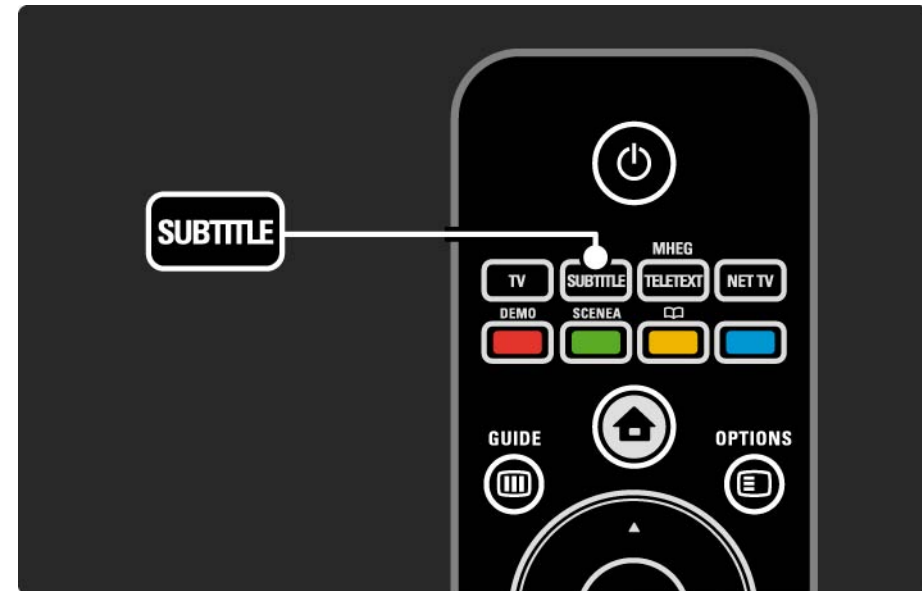 SUBTITLE
MHEG
TV SUBTITLE TELETEXT NET TV
DEMO SCENEA
GUIDE OPTIONS